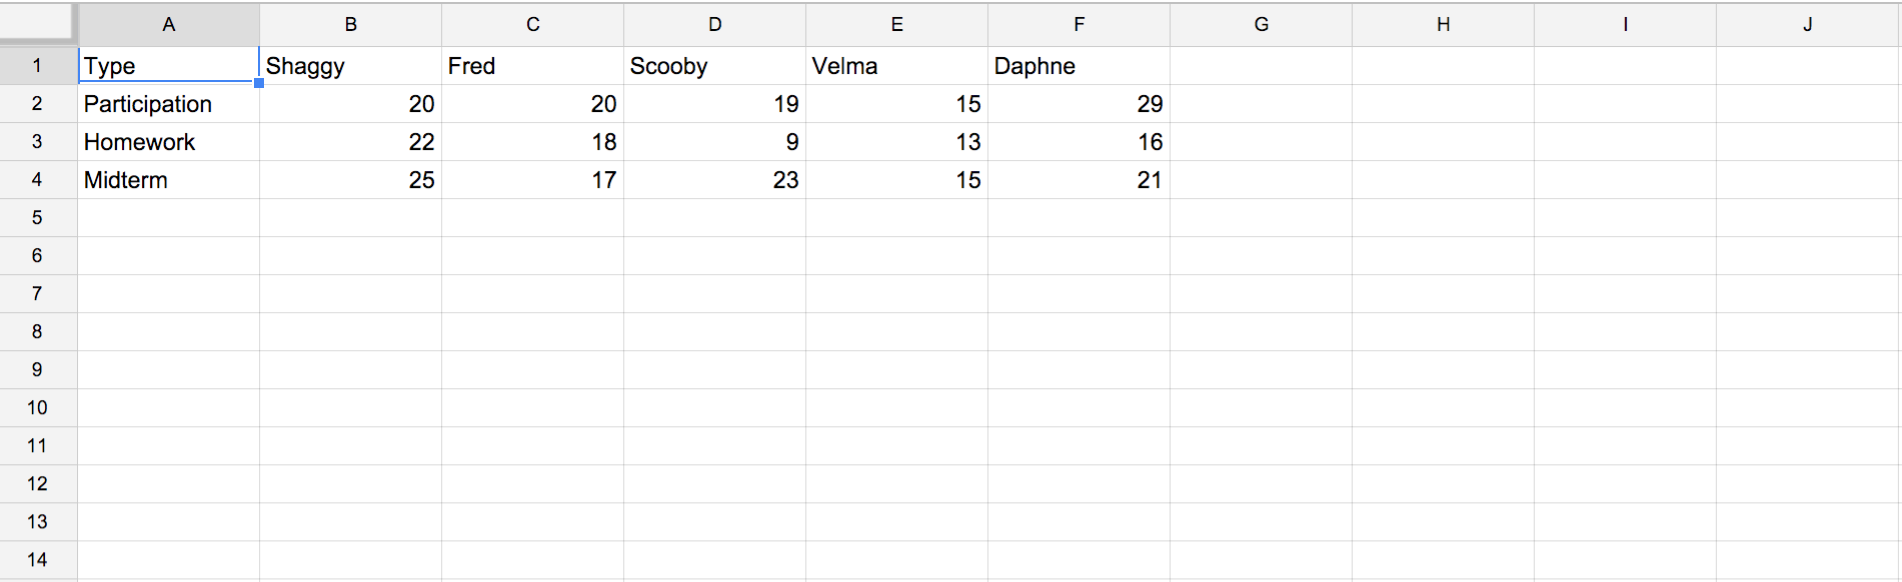 A B C D E F G H I J
1 Type Shaggy Fred Scooby Velma Daphne
2 Participation 20 20 19 15 29
3 Homework 22 18 9 13 16
4 Midterm 25 17 23 15 21
5
6
7
8
9
10
11
12
13
14